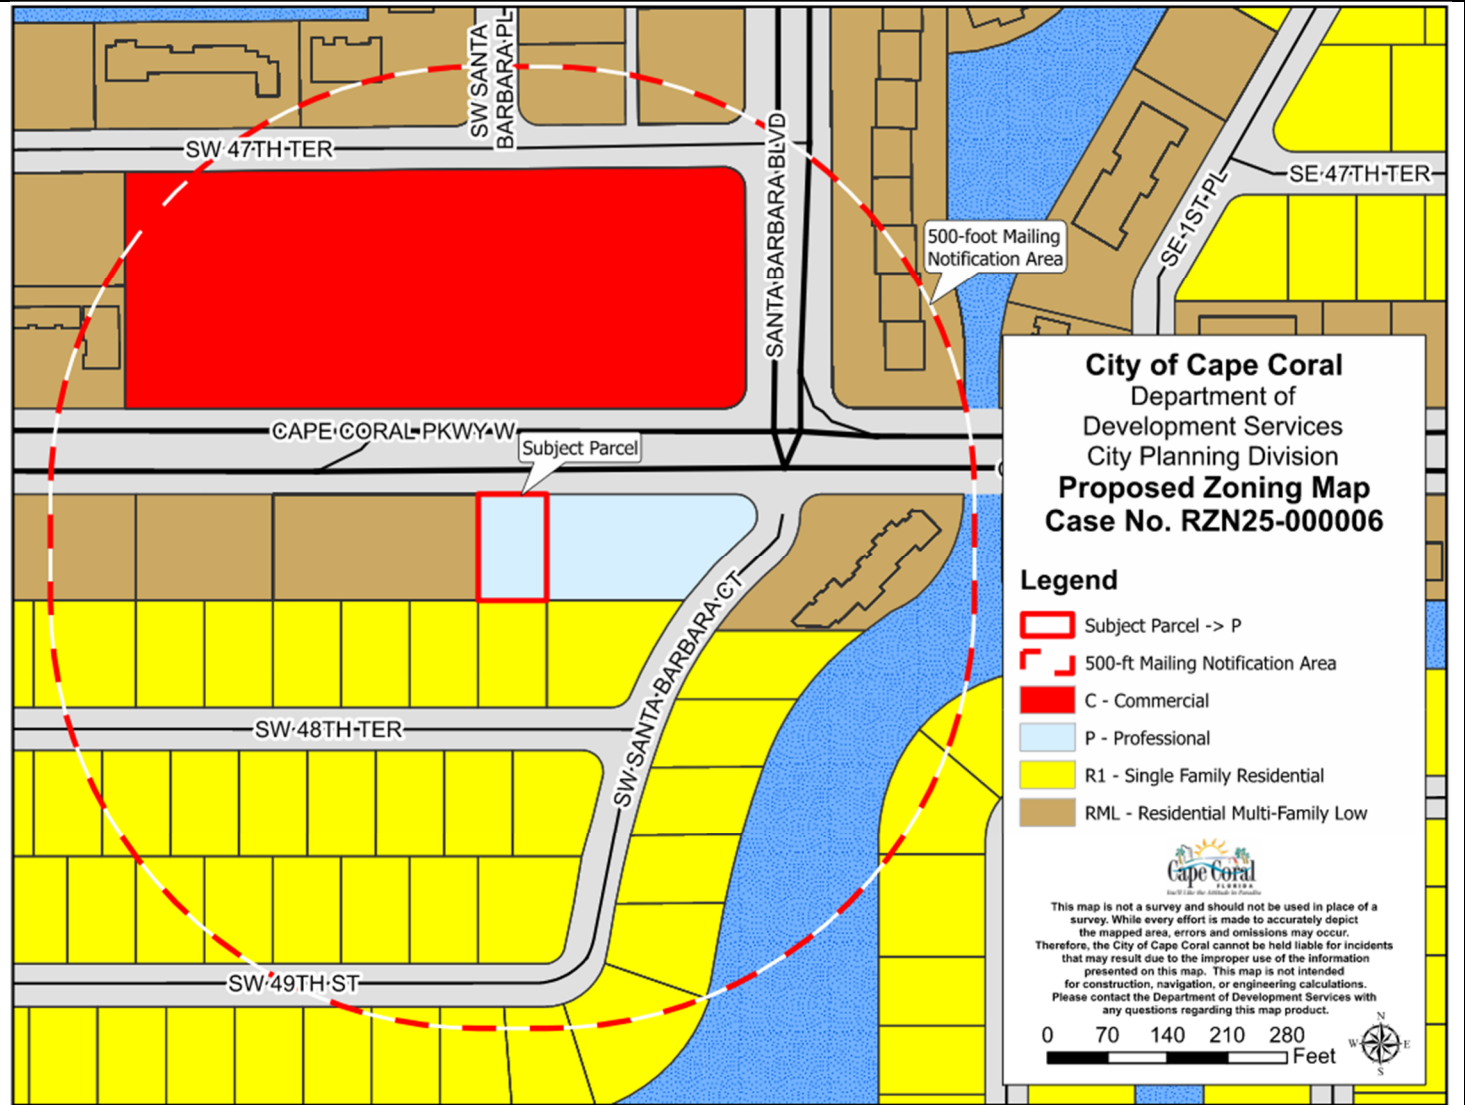 SW SANTA
BARBARA PL
SW 47TH TER
SANTA BARBARA BLVD
SE 47TH TER
SE 1ST PL
500-foot Mailing
Notification Area
CAPE CORAL PKWY W
Subject Parcel
SW SANTA BARBARA CT
SW 48TH TER
SW 49TH ST
City of Cape Coral
Department of
Development Services
City Planning Division
Proposed Zoning Map
Case No. RZN25-000006
Legend
Subject Parcel -> P
500-ft Mailing Notification Area
C - Commercial
P - Professional
R1 - Single Family Residential
RML - Residential Multi-Family Low
Cape Coral
FLORIDA
This map is not a survey and should not be used in place of a
survey. While every effort is made to accurately depict
the mapped area, errors and omissions may occur.
Therefore, the City of Cape Coral cannot be held liable for incidents
that may result due to the improper use of the information
presented on this map. This map is not intended
for construction, navigation, or engineering calculations.
Please contact the Department of Development Services with
any questions regarding this map product.
0 70 140 210 280
Feet
N
W E
S